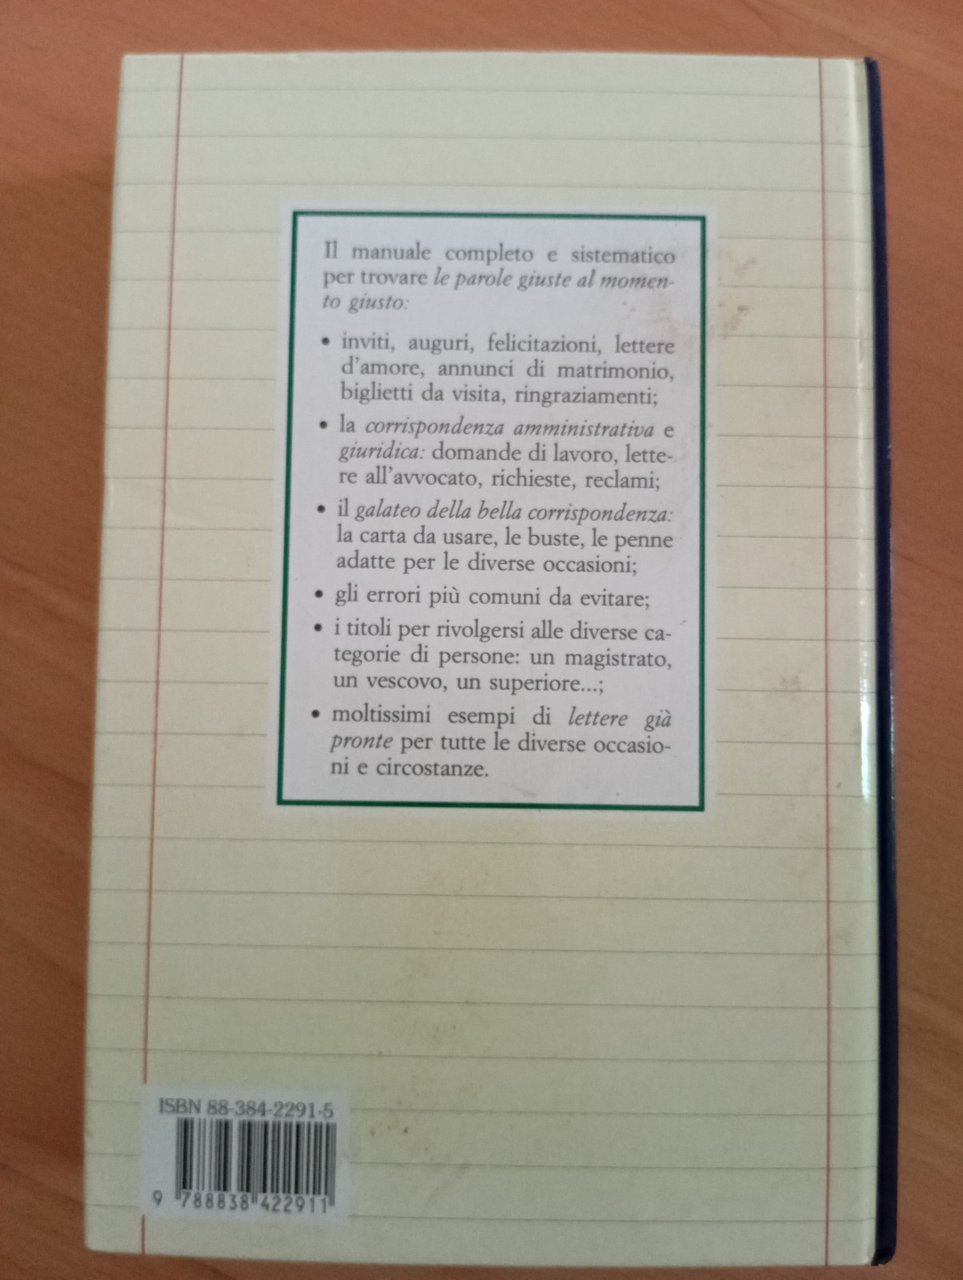 Il manuale completo e sistematico
per trovare le parole giuste al momen-
to giusto:
• inviti, auguri, felicitazioni, lettere
d'amore, annunci di matrimonio,
biglietti da visita, ringraziamenti;
• la corrispondenza amministrativa e
giuridica: domande di lavoro, lette-
re all'avvocato, richieste, reclami;
• il galateo della bella corrispondenza:
la carta da usare, le buste, le penne
adatte per le diverse occasioni;
• gli errori più comuni da evitare;
• i titoli per rivolgersi alle diverse ca-
tegorie di persone: un magistrato,
un vescovo, un superiore...;
• moltissimi esempi di lettere già
pronte per tutte le diverse occasio-
ni e circostanze.
ISBN 88-384-2291-5
9 788838 422911